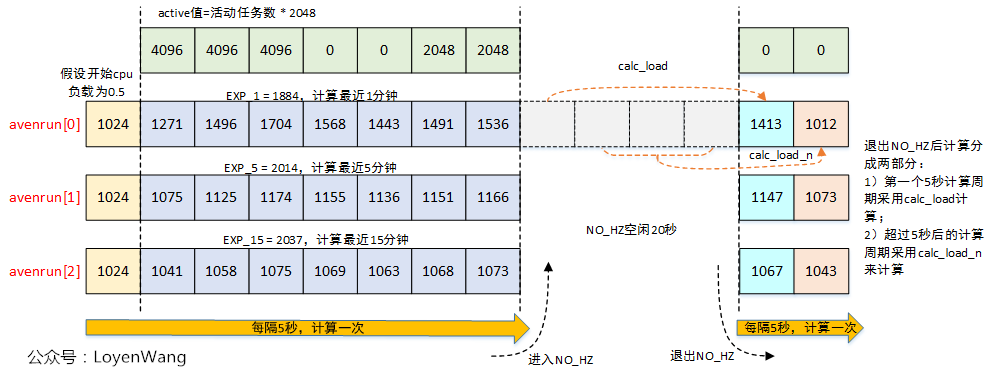 active值=活动任务数 * 2048
4096 4096 4096 0 0 2048 2048 0 0
假设开始cpu
负载为0.5
calc_load
EXP_1 = 1884，计算最近1分钟
avenrun[0] 1024 1271 1496 1704 1568 1443 1491 1536 1413 1012
calc_load_n
EXP_5 = 2014，计算最近5分钟
avenrun[1] 1024 1075 1125 1174 1155 1136 1151 1166 1147 1073
退出NO_HZ后计算分
成两部分：
1）第一个5秒计算周
期采用calc_load计
算；
2）超过5秒后的计算
周期采用calc_load_n
来计算
NO_HZ空闲20秒
EXP_15 = 2037，计算最近15分钟
avenrun[2] 1024 1041 1058 1075 1069 1063 1068 1073 1067 1043
每隔5秒，计算一次
每隔5秒，计算一次
公众号：LoyenWang
进入NO_HZ
退出NO_HZ